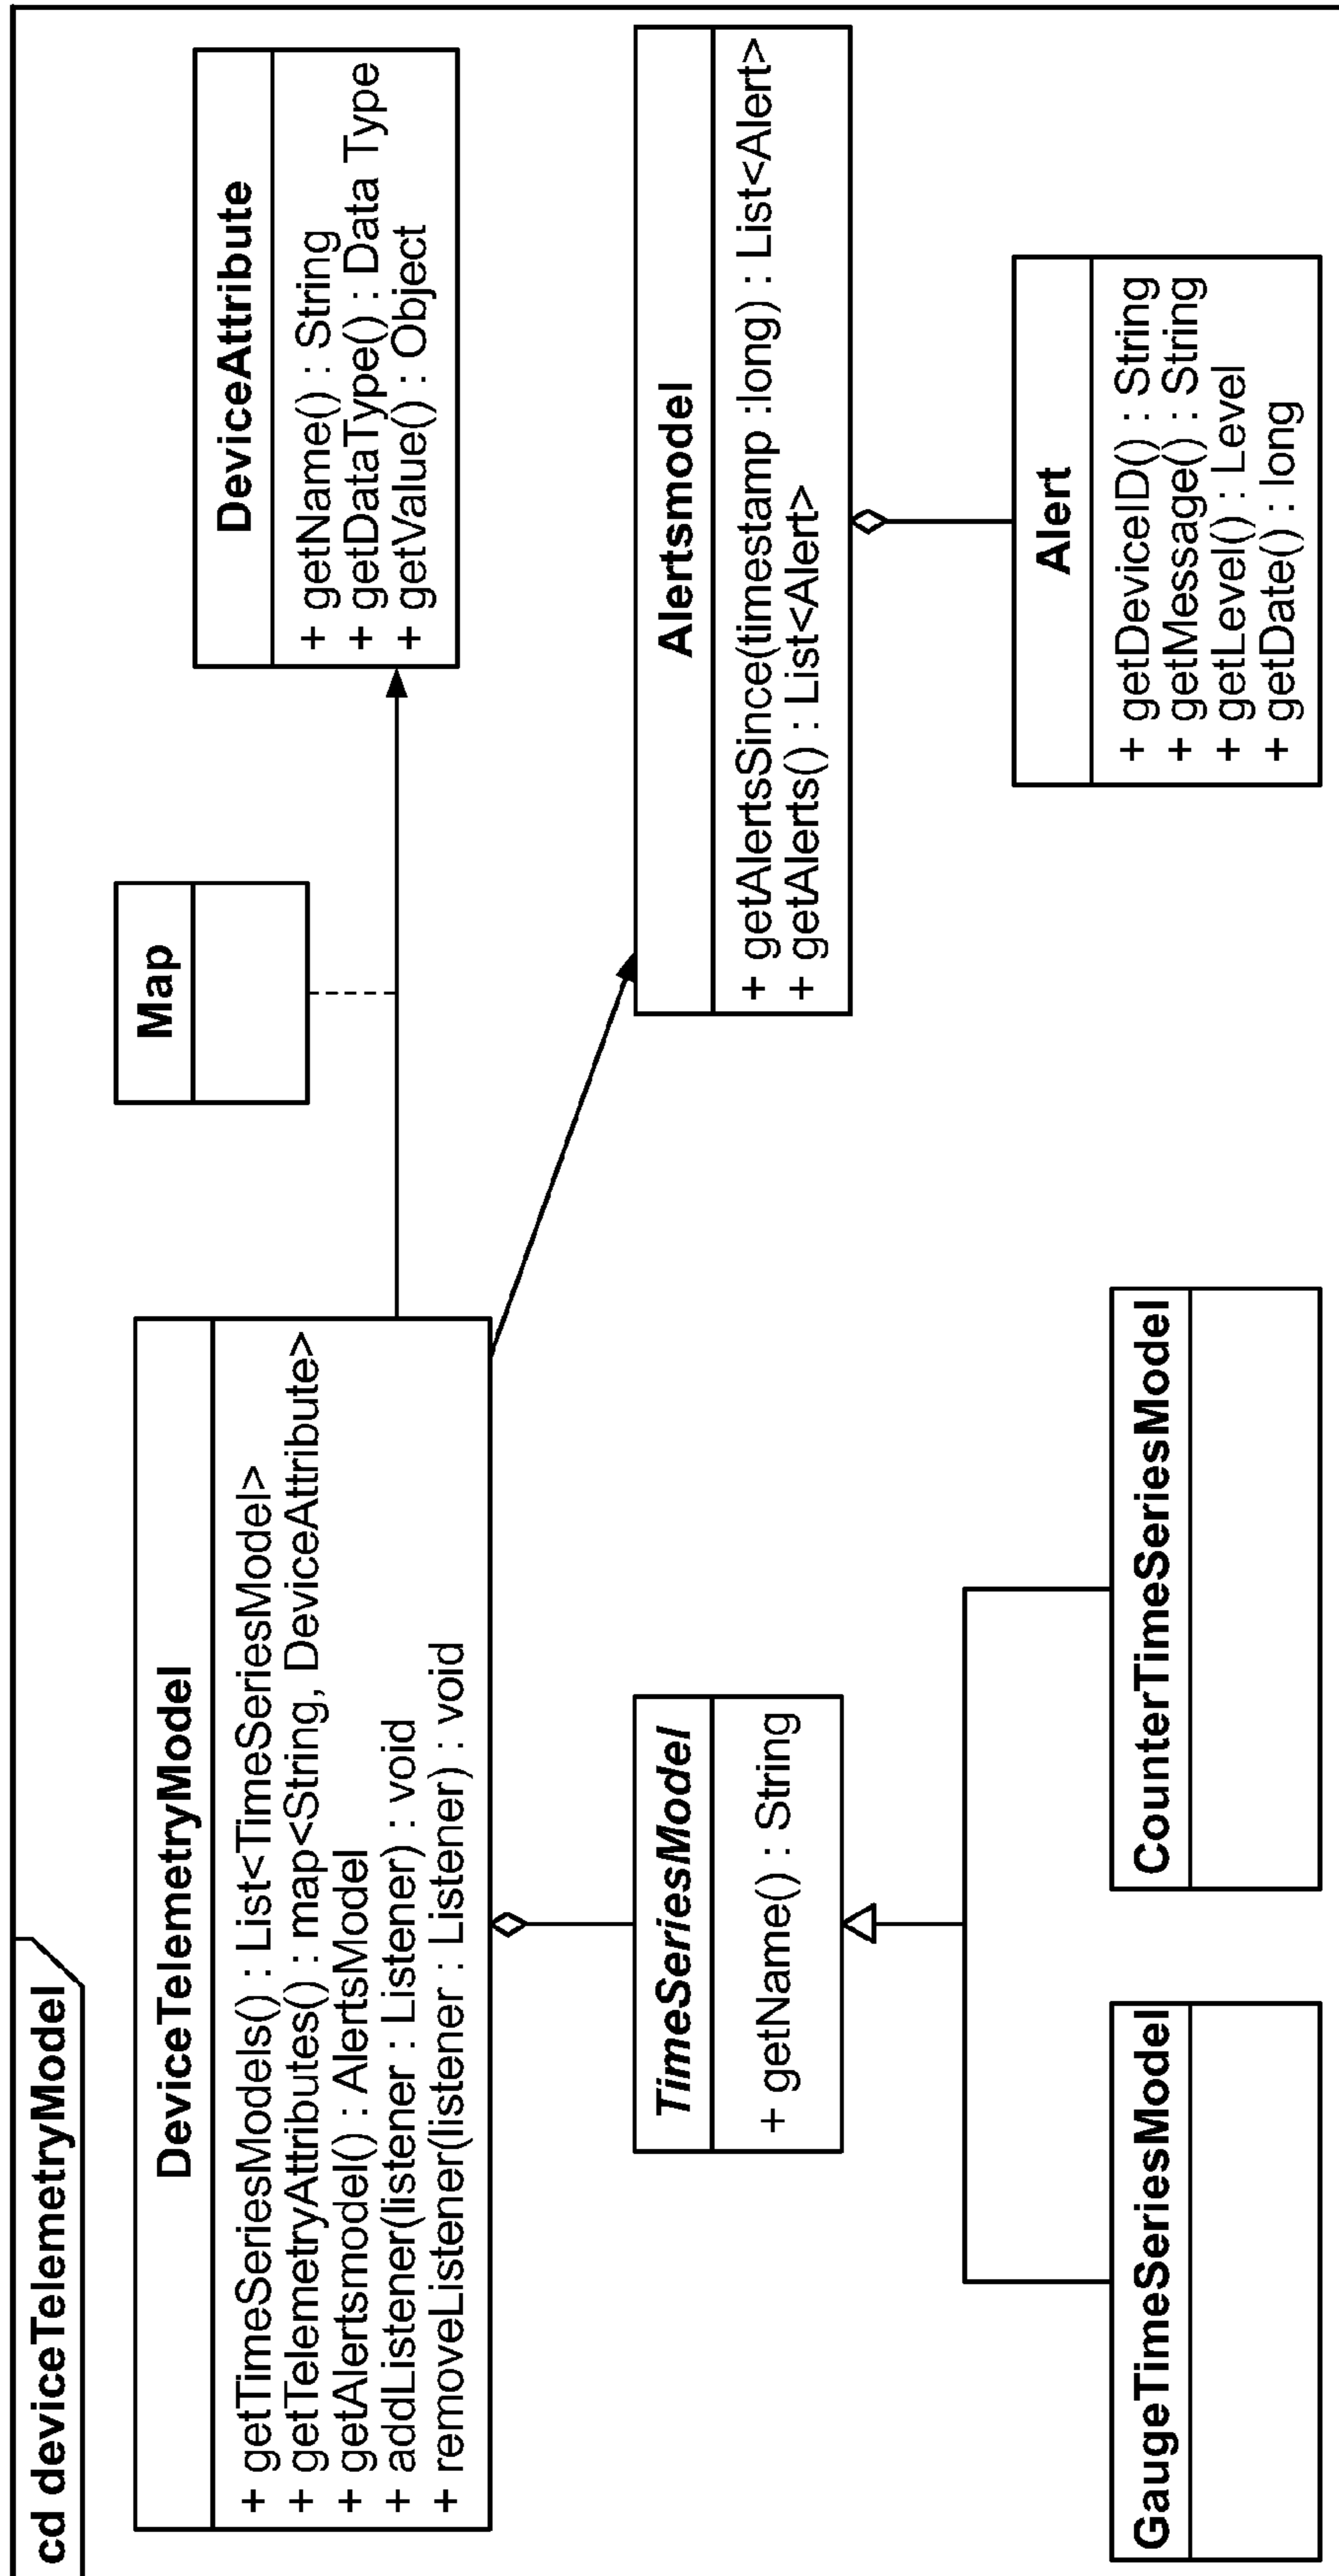 cd deviceTelemetryModel
DeviceTelemetryModel
+ getTimeSeriesModels() : List<TimeSeriesModel>
+ getTelemetryAttributes() : map<String, DeviceAttribute>
+ getAlertsmodel() : AlertsModel
+ addListener(listener : Listener) : void
+ removeListener(listener : Listener) : void
Map
DeviceAttribute
+ getName() : String
+ getDataType() : Data Type
+ getValue() : Object
TimeSeriesModel
+ getName() : String
Alertsmodel
+ getAlertsSince(timestamp :long) : List<Alert>
+ getAlerts() : List<Alert>
GaugeTimeSeriesModel
CounterTimeSeriesModel
Alert
+ getDeviceID() : String
+ getMessage() : String
+ getLevel() : Level
+ getDate() : long